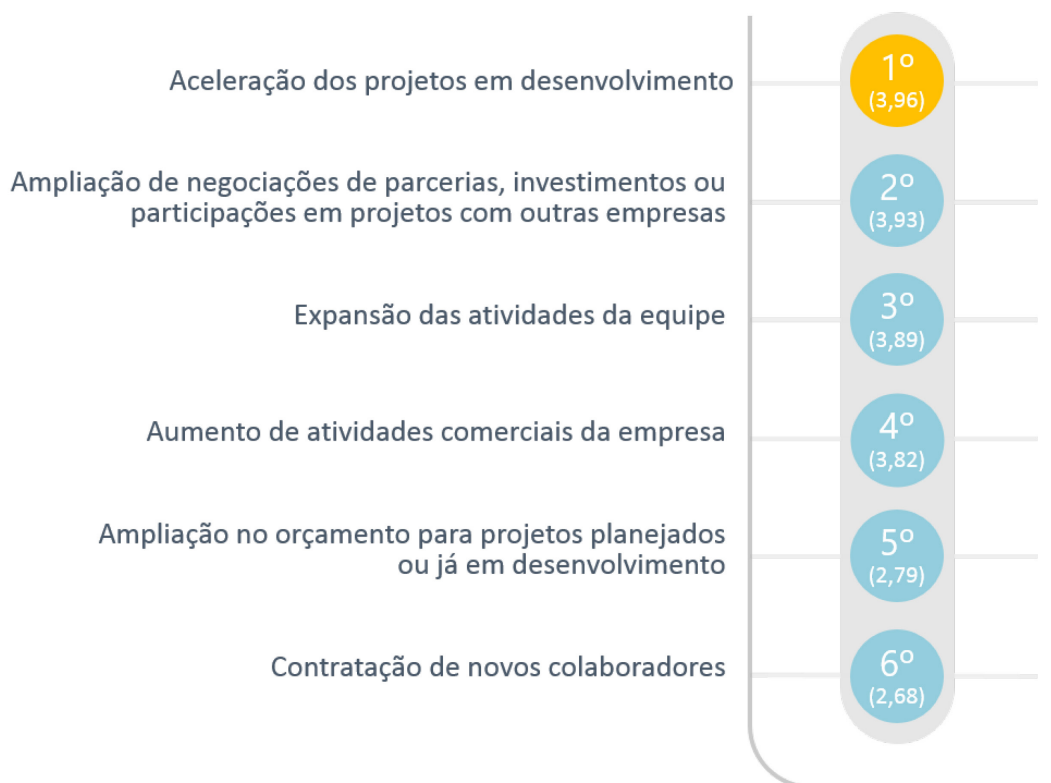 Aceleração dos projetos em desenvolvimento
1º
(3,96)
Ampliação de negociações de parcerias, investimentos ou
participações em projetos com outras empresas
2º
(3,93)
Expansão das atividades da equipe
3º
(3,89)
Aumento de atividades comerciais da empresa
4º
(3,82)
Ampliação no orçamento para projetos planejados
ou já em desenvolvimento
5º
(2,79)
Contratação de novos colaboradores
6º
(2,68)